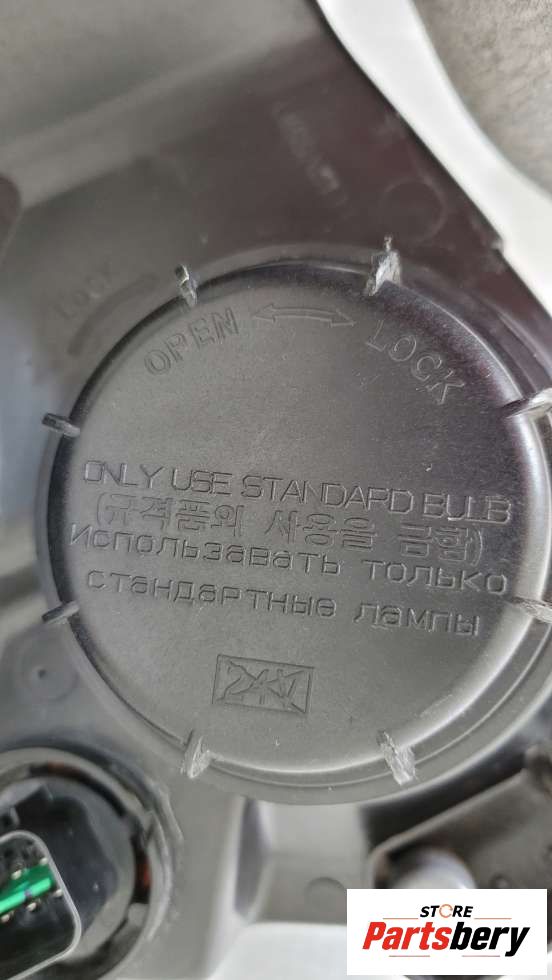 LOCK
OPEN ↔ LOCK
ONLY USE STANDARD BULB
(규격품외 사용을 금함)
Использавать только
стандартные лампы
STORE
Partsbery